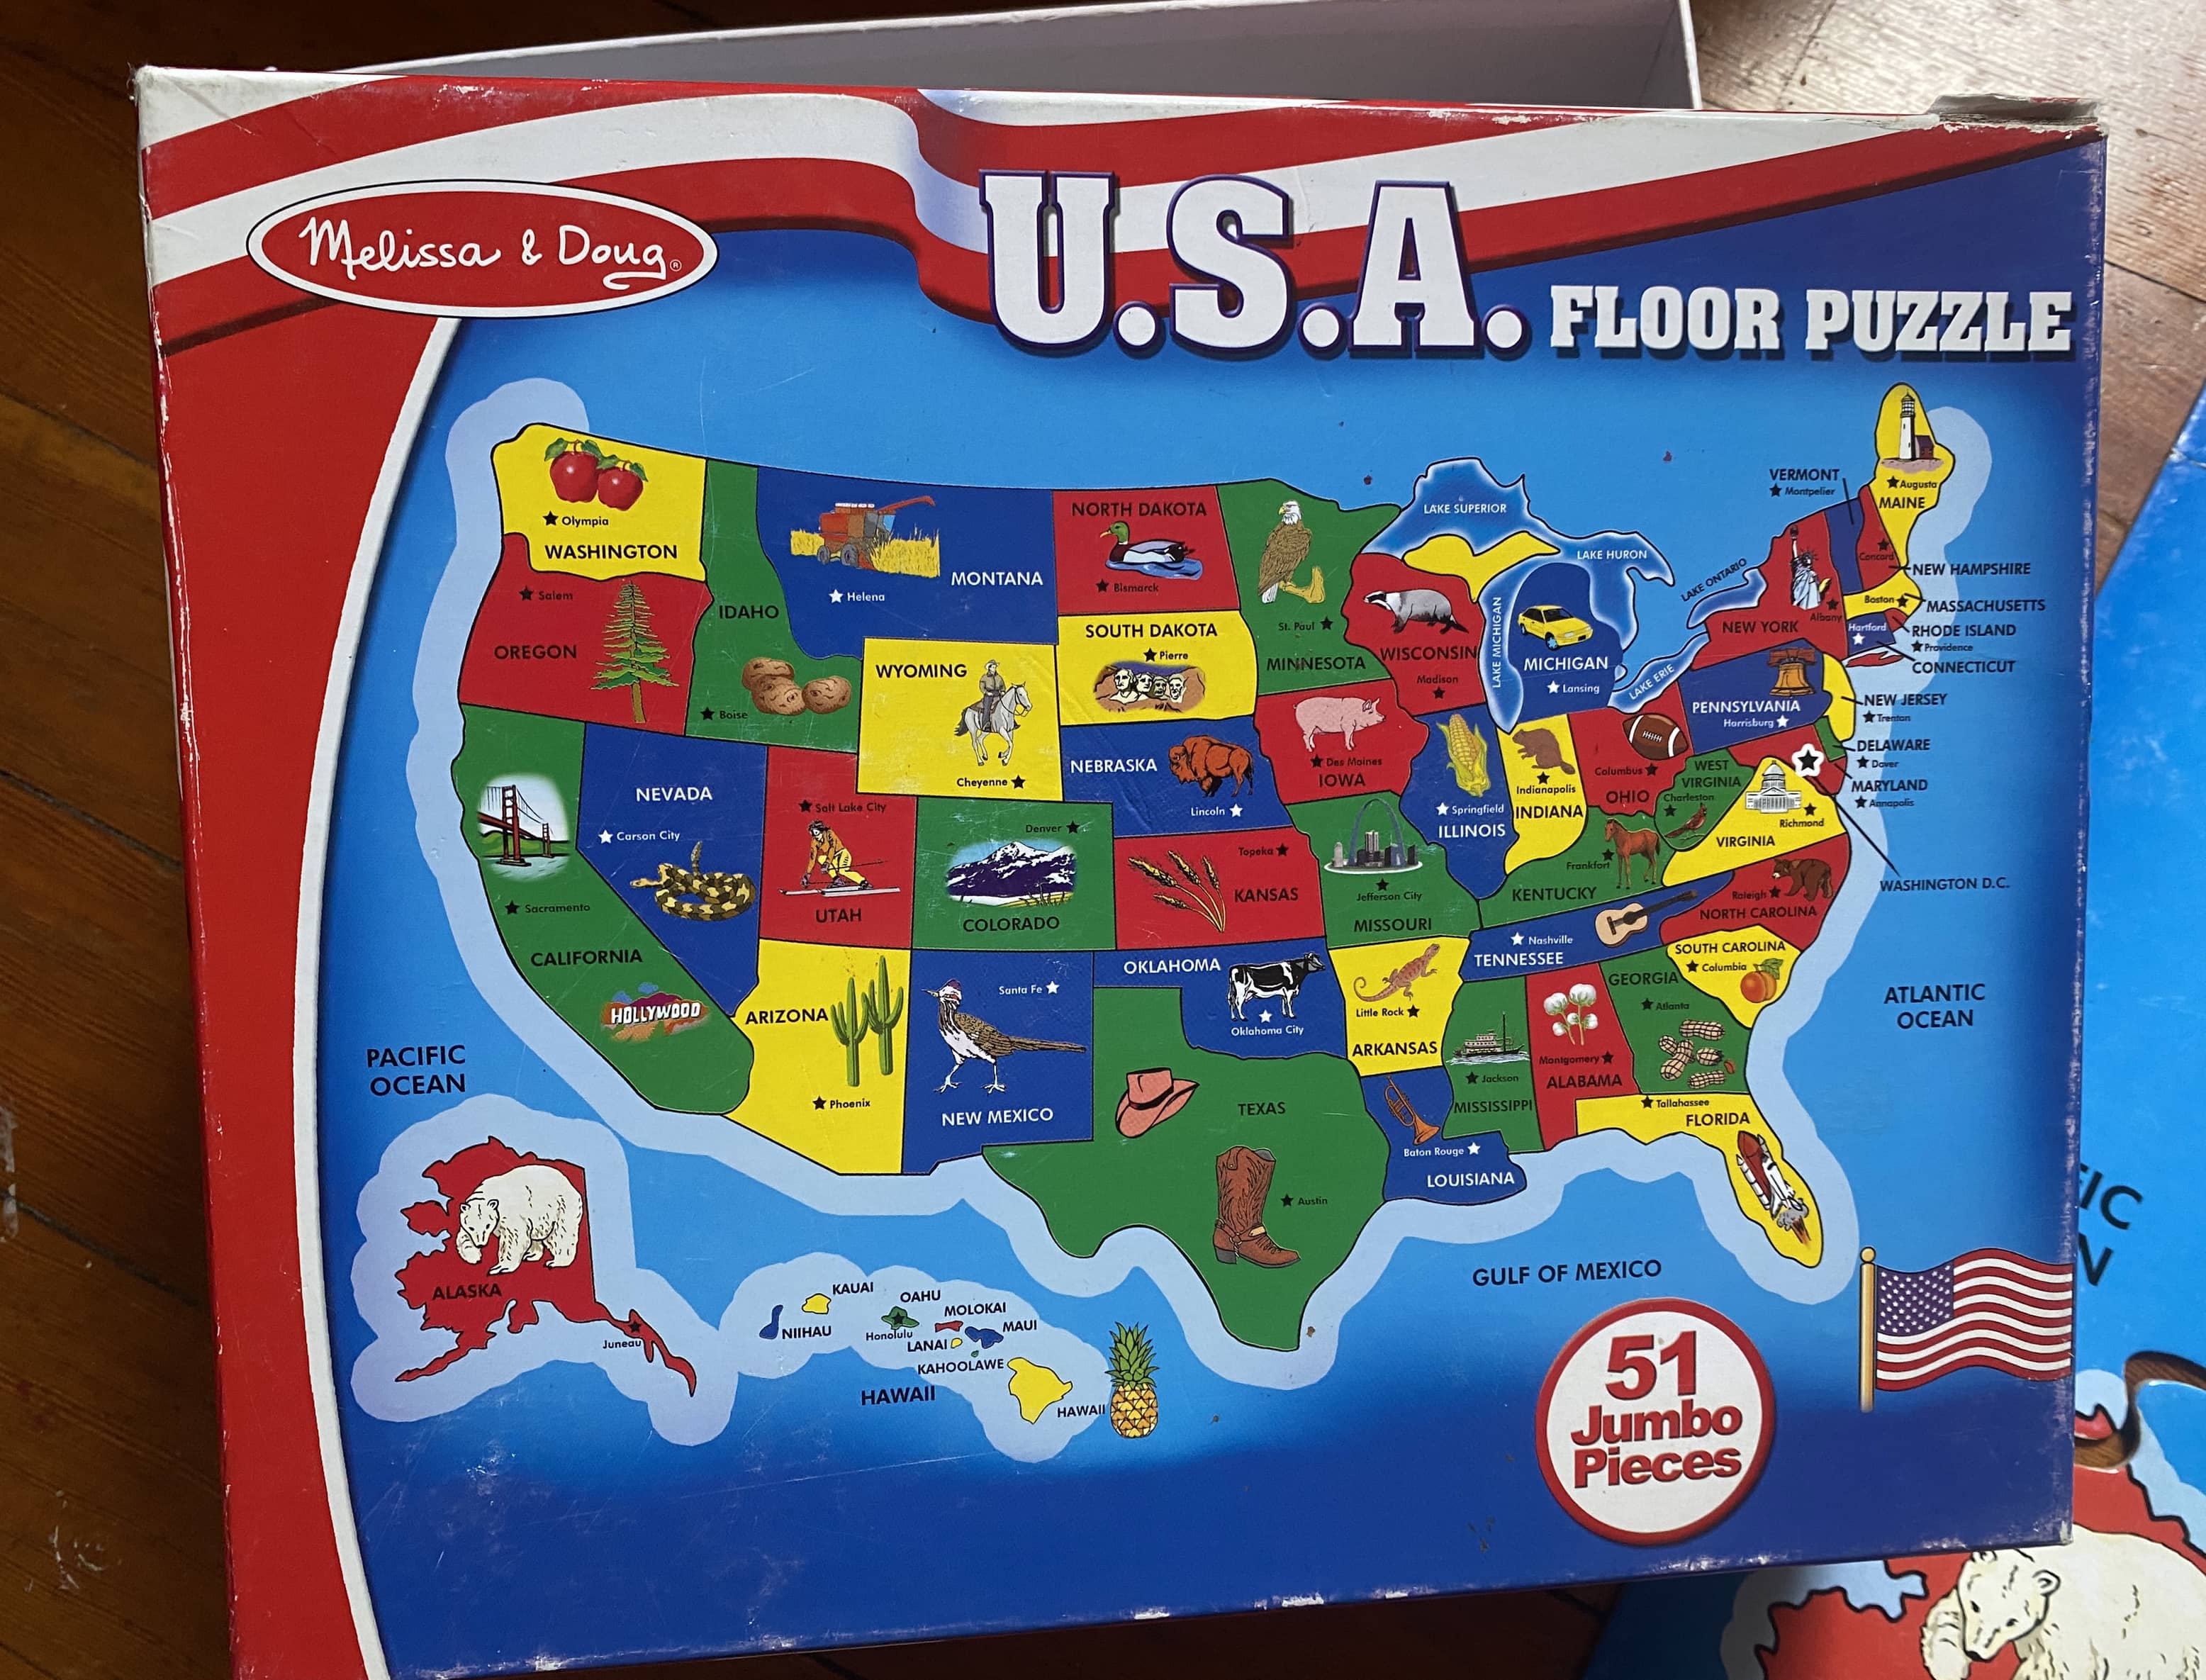 Melissa & Doug®
U.S.A. FLOOR PUZZLE
Olympia
WASHINGTON
Salem
OREGON
IDAHO
Boise
MONTANA
Helena
NORTH DAKOTA
Bismarck
SOUTH DAKOTA
Pierre
WYOMING
Cheyenne
St. Paul
MINNESOTA
WISCONSIN
Madison
LAKE SUPERIOR
LAKE HURON
LAKE MICHIGAN
MICHIGAN
Lansing
LAKE ERIE
LAKE ONTARIO
VERMONT
Montpelier
Augusta
MAINE
Concord
NEW HAMPSHIRE
Boston
MASSACHUSETTS
Albany
NEW YORK
Hartford
RHODE ISLAND
Providence
CONNECTICUT
PENNSYLVANIA
Harrisburg
NEW JERSEY
Trenton
DELAWARE
Dover
MARYLAND
Annapolis
WASHINGTON D.C.
NEVADA
Carson City
Salt Lake City
UTAH
Denver
COLORADO
NEBRASKA
Lincoln
Des Moines
IOWA
Springfield
ILLINOIS
Indianapolis
INDIANA
Columbus
OHIO
WEST
VIRGINIA
Charleston
Richmond
VIRGINIA
Sacramento
CALIFORNIA
HOLLYWOOD
Topeka
KANSAS
Jefferson City
MISSOURI
Frankfort
KENTUCKY
Raleigh
NORTH CAROLINA
Nashville
TENNESSEE
SOUTH CAROLINA
Columbia
ARIZONA
Phoenix
Santa Fe
NEW MEXICO
OKLAHOMA
Oklahoma City
Little Rock
ARKANSAS
Jackson
MISSISSIPPI
Montgomery
ALABAMA
GEORGIA
Atlanta
Tallahassee
FLORIDA
TEXAS
Austin
Baton Rouge
LOUISIANA
PACIFIC
OCEAN
ATLANTIC
OCEAN
GULF OF MEXICO
ALASKA
Juneau
KAUAI
NIIHAU
OAHU
Honolulu
MOLOKAI
MAUI
LANAI
KAHOOLAWE
HAWAII
HAWAII
51
Jumbo
Pieces
IC
N